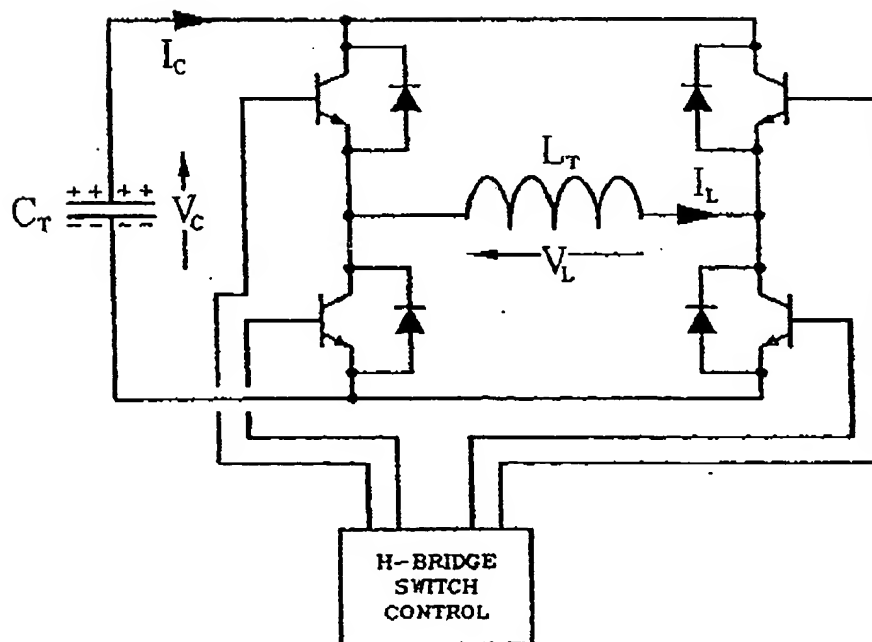 I_C
+ + + +
C_T
- - - -
V_C
L_T
I_L
V_L
H-BRIDGE
SWITCH
CONTROL